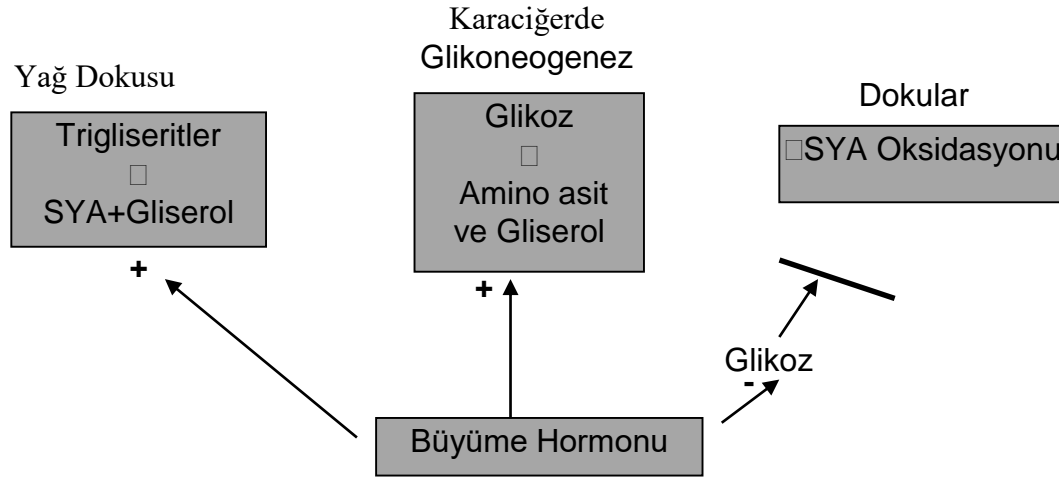 Yağ Dokusu
Trigliseritler
□
SYA+Gliserol
+
Karaciğerde
Glikoneogenez
Glikoz
□
Amino asit
ve Gliserol
+
Dokular
□SYA Oksidasyonu
Glikoz
-
Büyüme Hormonu